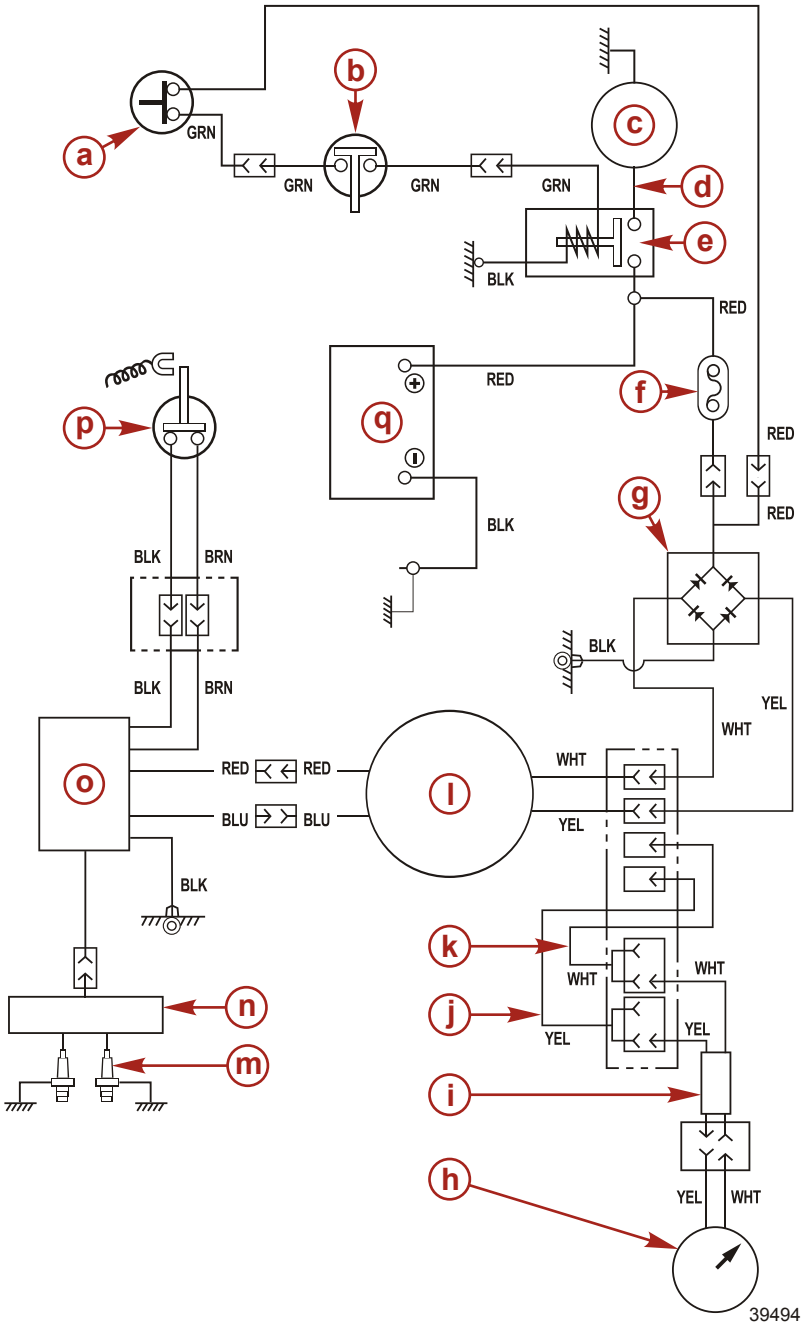 b
c
a
GRN
GRN
GRN
GRN
d
e
BLK
RED
RED
f
p
q
RED
g
RED
BLK
BLK
BRN
BLK
YEL
BLK
BRN
WHT
o
RED
RED
l
WHT
BLU
BLU
YEL
BLK
k
WHT
WHT
n
j
YEL
YEL
m
i
h
YEL
WHT
39494